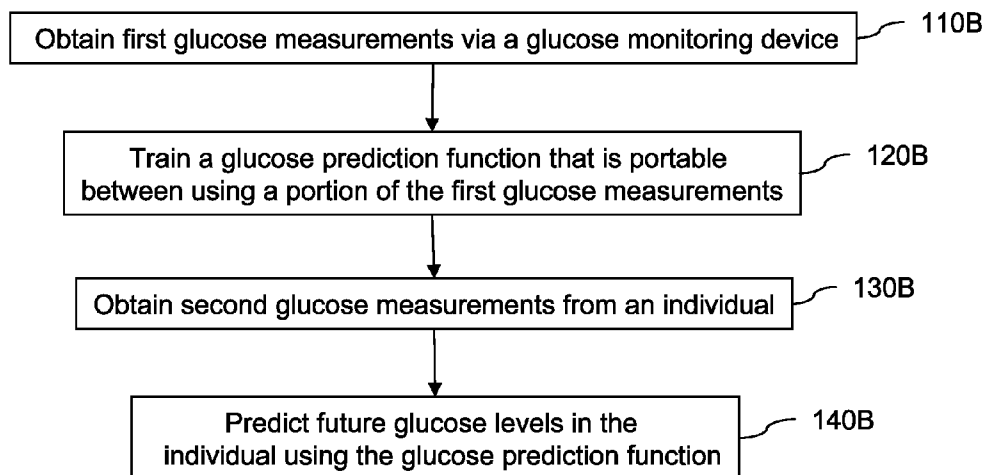 Obtain first glucose measurements via a glucose monitoring device
110B
Train a glucose prediction function that is portable
between using a portion of the first glucose measurements
120B
Obtain second glucose measurements from an individual
130B
Predict future glucose levels in the
individual using the glucose prediction function
140B